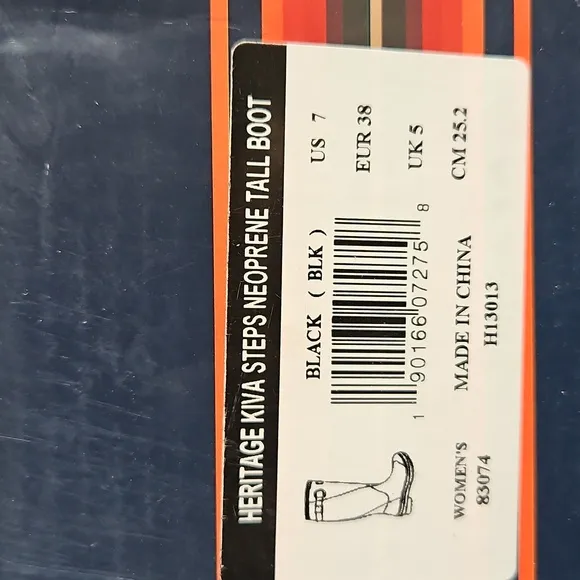 HERITAGE KIVA STEPS NEOPRENE TALL BOOT
BLACK ( BLK )
US 7
EUR 38
UK 5
CM 25.2
1 90166 07275 8
WOMEN'S
83074
MADE IN CHINA
H13013